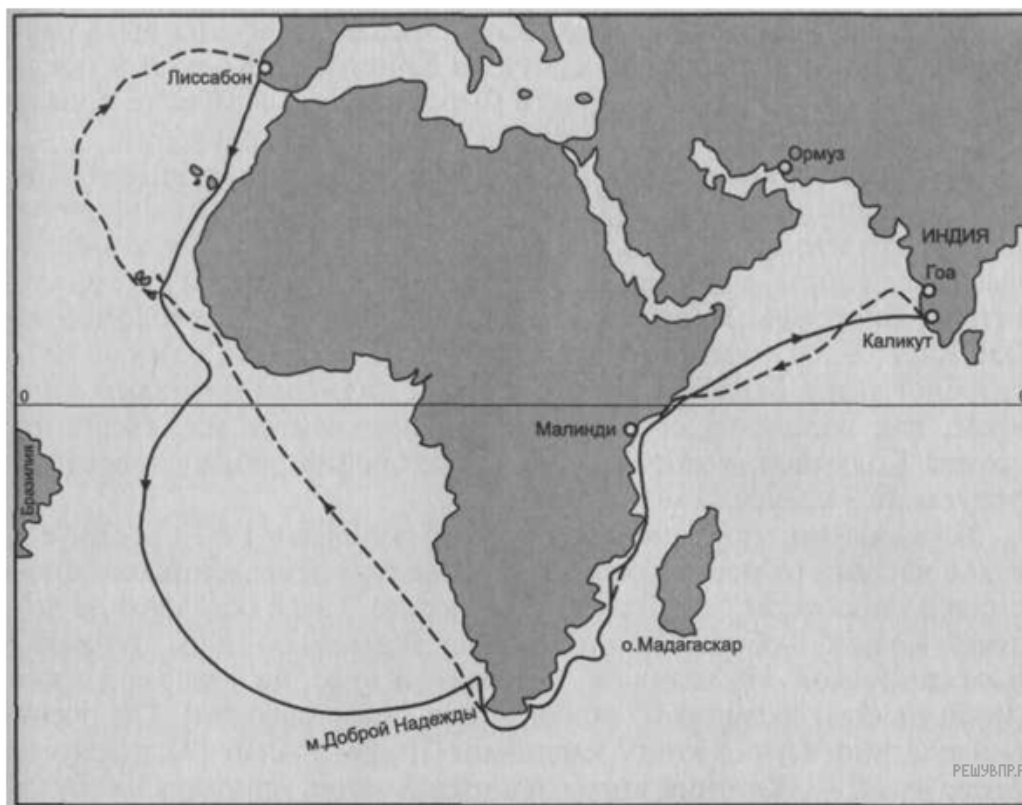 Лиссабон
Ормуз
ИНДИЯ
Гоа
Каликут
0
Малинди
Бразилия
о.Мадагаскар
м.Доброй Надежды
РЕШУВПР.